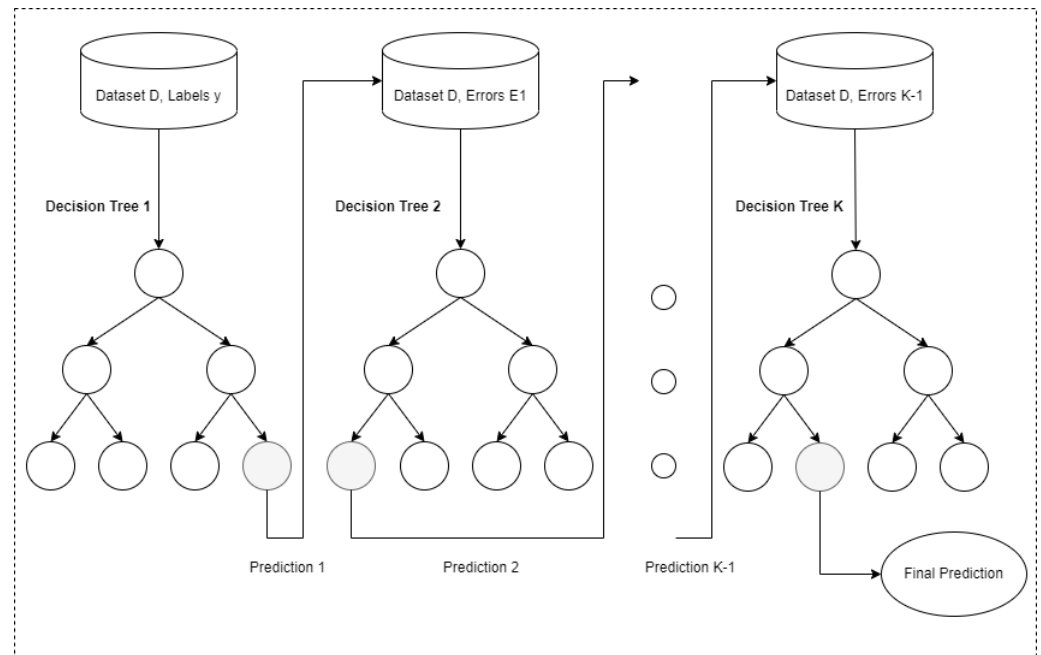 Dataset D, Labels y
Dataset D, Errors E1
Dataset D, Errors K-1
Decision Tree 1
Decision Tree 2
Decision Tree K
Prediction 1
Prediction 2
Prediction K-1
Final Prediction